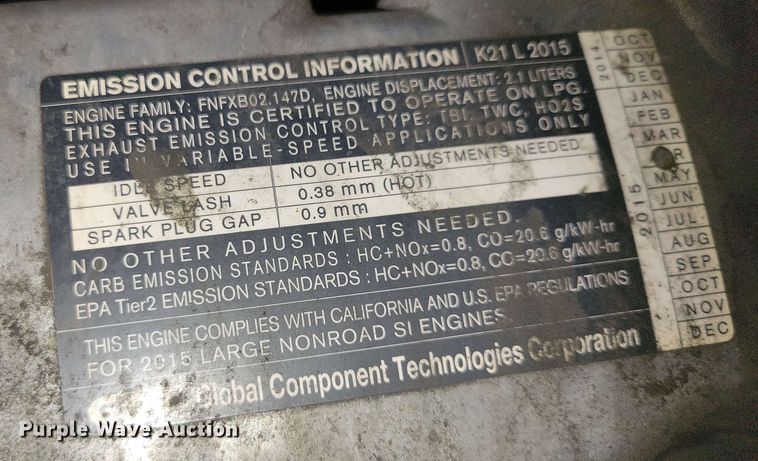 EMISSION CONTROL INFORMATION K21 L 2015
ENGINE FAMILY: FNFXB02.147D, ENGINE DISPLACEMENT: 2.1 LITERS
THIS ENGINE IS CERTIFIED TO OPERATE ON LPG.
EXHAUST EMISSION CONTROL TYPE: TBI, TWC, HO2S
USE IN VARIABLE-SPEED APPLICATIONS ONLY
IDLE SPEED NO OTHER ADJUSTMENTS NEEDED
VALVE LASH 0.38 mm (HOT)
SPARK PLUG GAP 0.9 mm
NO OTHER ADJUSTMENTS NEEDED.
CARB EMISSION STANDARDS : HC+NOx=0.8, CO=20.6 g/kW-hr
EPA Tier2 EMISSION STANDARDS : HC+NOx=0.8, CO=20.6 g/kW-hr
THIS ENGINE COMPLIES WITH CALIFORNIA AND U.S. EPA REGULATIONS
FOR 2015 LARGE NONROAD SI ENGINES
Global Component Technologies Corporation
2014
OCT
NOV
DEC
2015
JAN
FEB
MAR
MAY
JUN
JUL
AUG
SEP
OCT
NOV
DEC
Purple Wave Auction